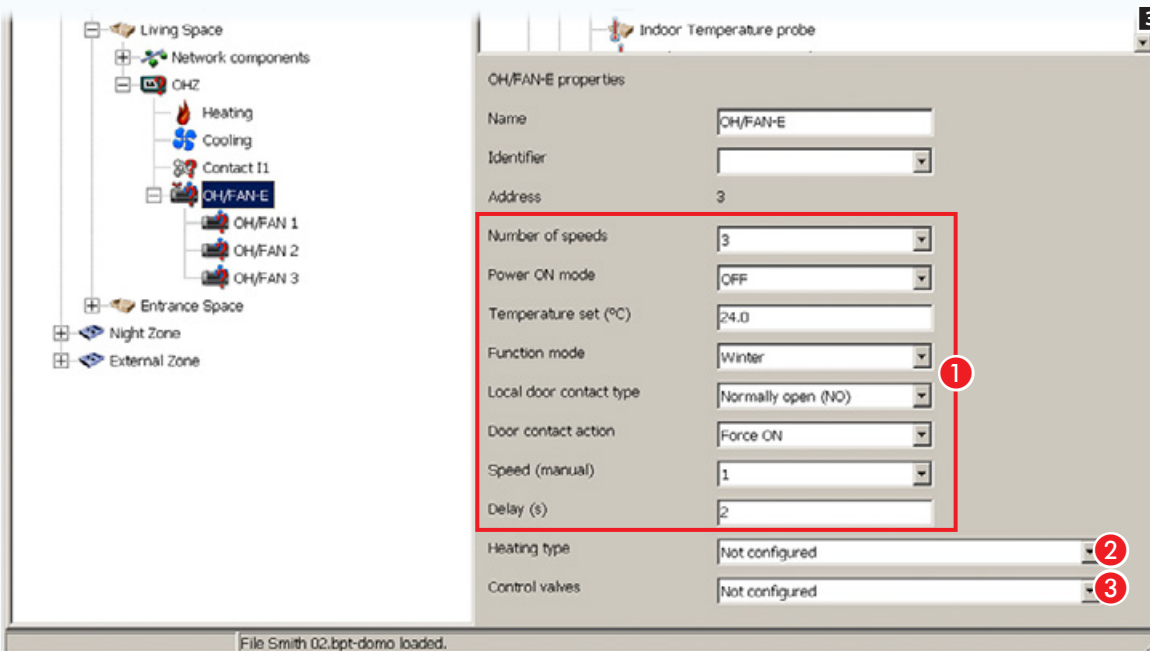 Living Space
Network components
OHZ
Heating
Cooling
Contact I1
OH/FAN-E
OH/FAN 1
OH/FAN 2
OH/FAN 3
Entrance Space
Night Zone
External Zone
Indoor Temperature probe
3
OH/FAN-E properties
Name OH/FAN-E
Identifier
Address 3
Number of speeds 3
Power ON mode OFF
Temperature set (ºC) 24.0
Function mode Winter
1
Local door contact type Normally open (NO)
Door contact action Force ON
Speed (manual) 1
Delay (s) 2
Heating type Not configured 2
Control valves Not configured 3
File Smith 02.bpt-domo loaded.